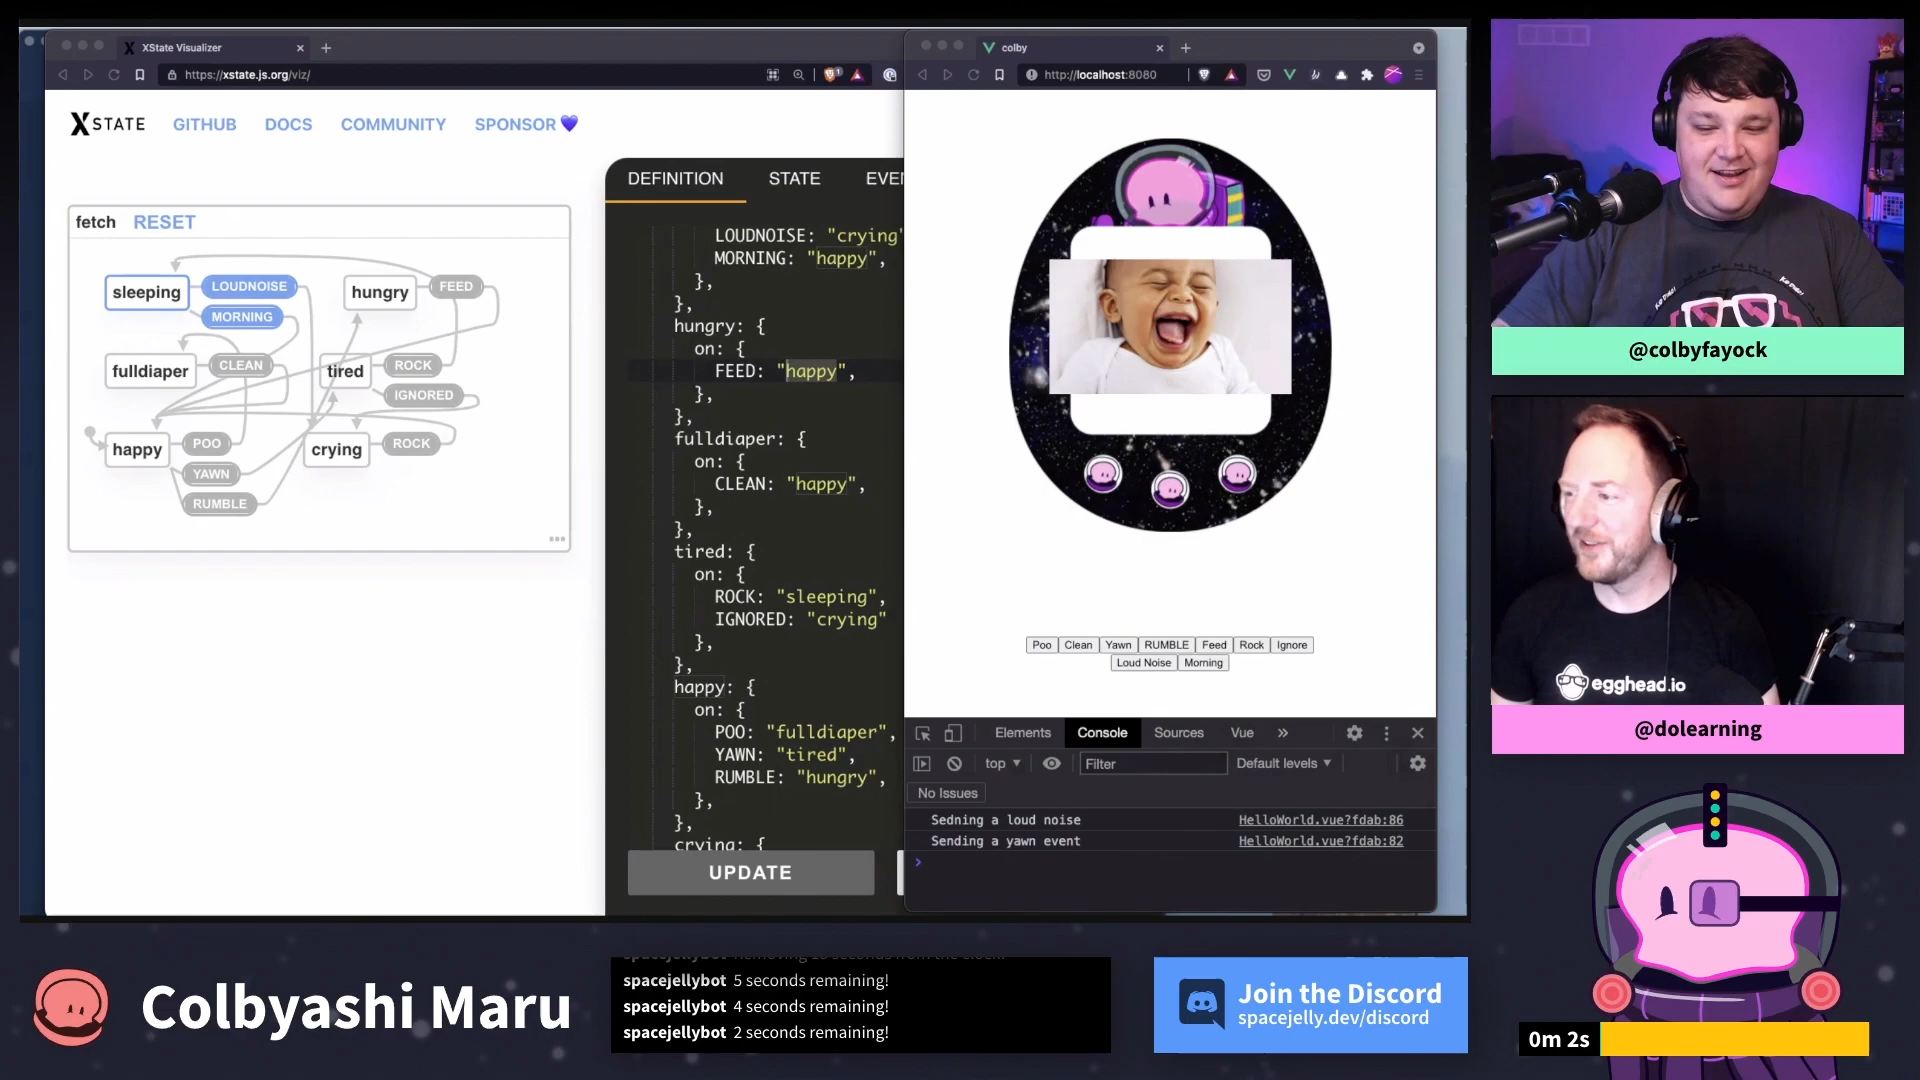 XState Visualizer
https://xstate.js.org/viz/
XSTATE
GITHUB
DOCS
COMMUNITY
SPONSOR
fetch
RESET
sleeping
LOUDNOISE
MORNING
hungry
FEED
fulldiaper
CLEAN
tired
ROCK
IGNORED
happy
POO
YAWN
RUMBLE
crying
ROCK
DEFINITION
STATE
LOUDNOISE: "crying"
MORNING: "happy",
},
},
hungry: {
on: {
FEED: "happy",
},
},
fulldiaper: {
on: {
CLEAN: "happy",
},
},
tired: {
on: {
ROCK: "sleeping",
IGNORED: "crying"
},
},
happy: {
on: {
POO: "fulldiaper",
YAWN: "tired",
RUMBLE: "hungry",
},
},
crying: {
UPDATE
colby
http://localhost:8080
Poo
Clean
Yawn
RUMBLE
Feed
Rock
Ignore
Loud Noise
Morning
Elements
Console
Sources
Vue
»
top
Filter
Default levels
No Issues
Sedning a loud noise
HelloWorld.vue?fdab:86
Sending a yawn event
HelloWorld.vue?fdab:82
@colbyfayock
egghead.io
@dolearning
Colbyashi Maru
spacejellybot 5 seconds remaining!
spacejellybot 4 seconds remaining!
spacejellybot 2 seconds remaining!
Join the Discord
spacejelly.dev/discord
0m 2s